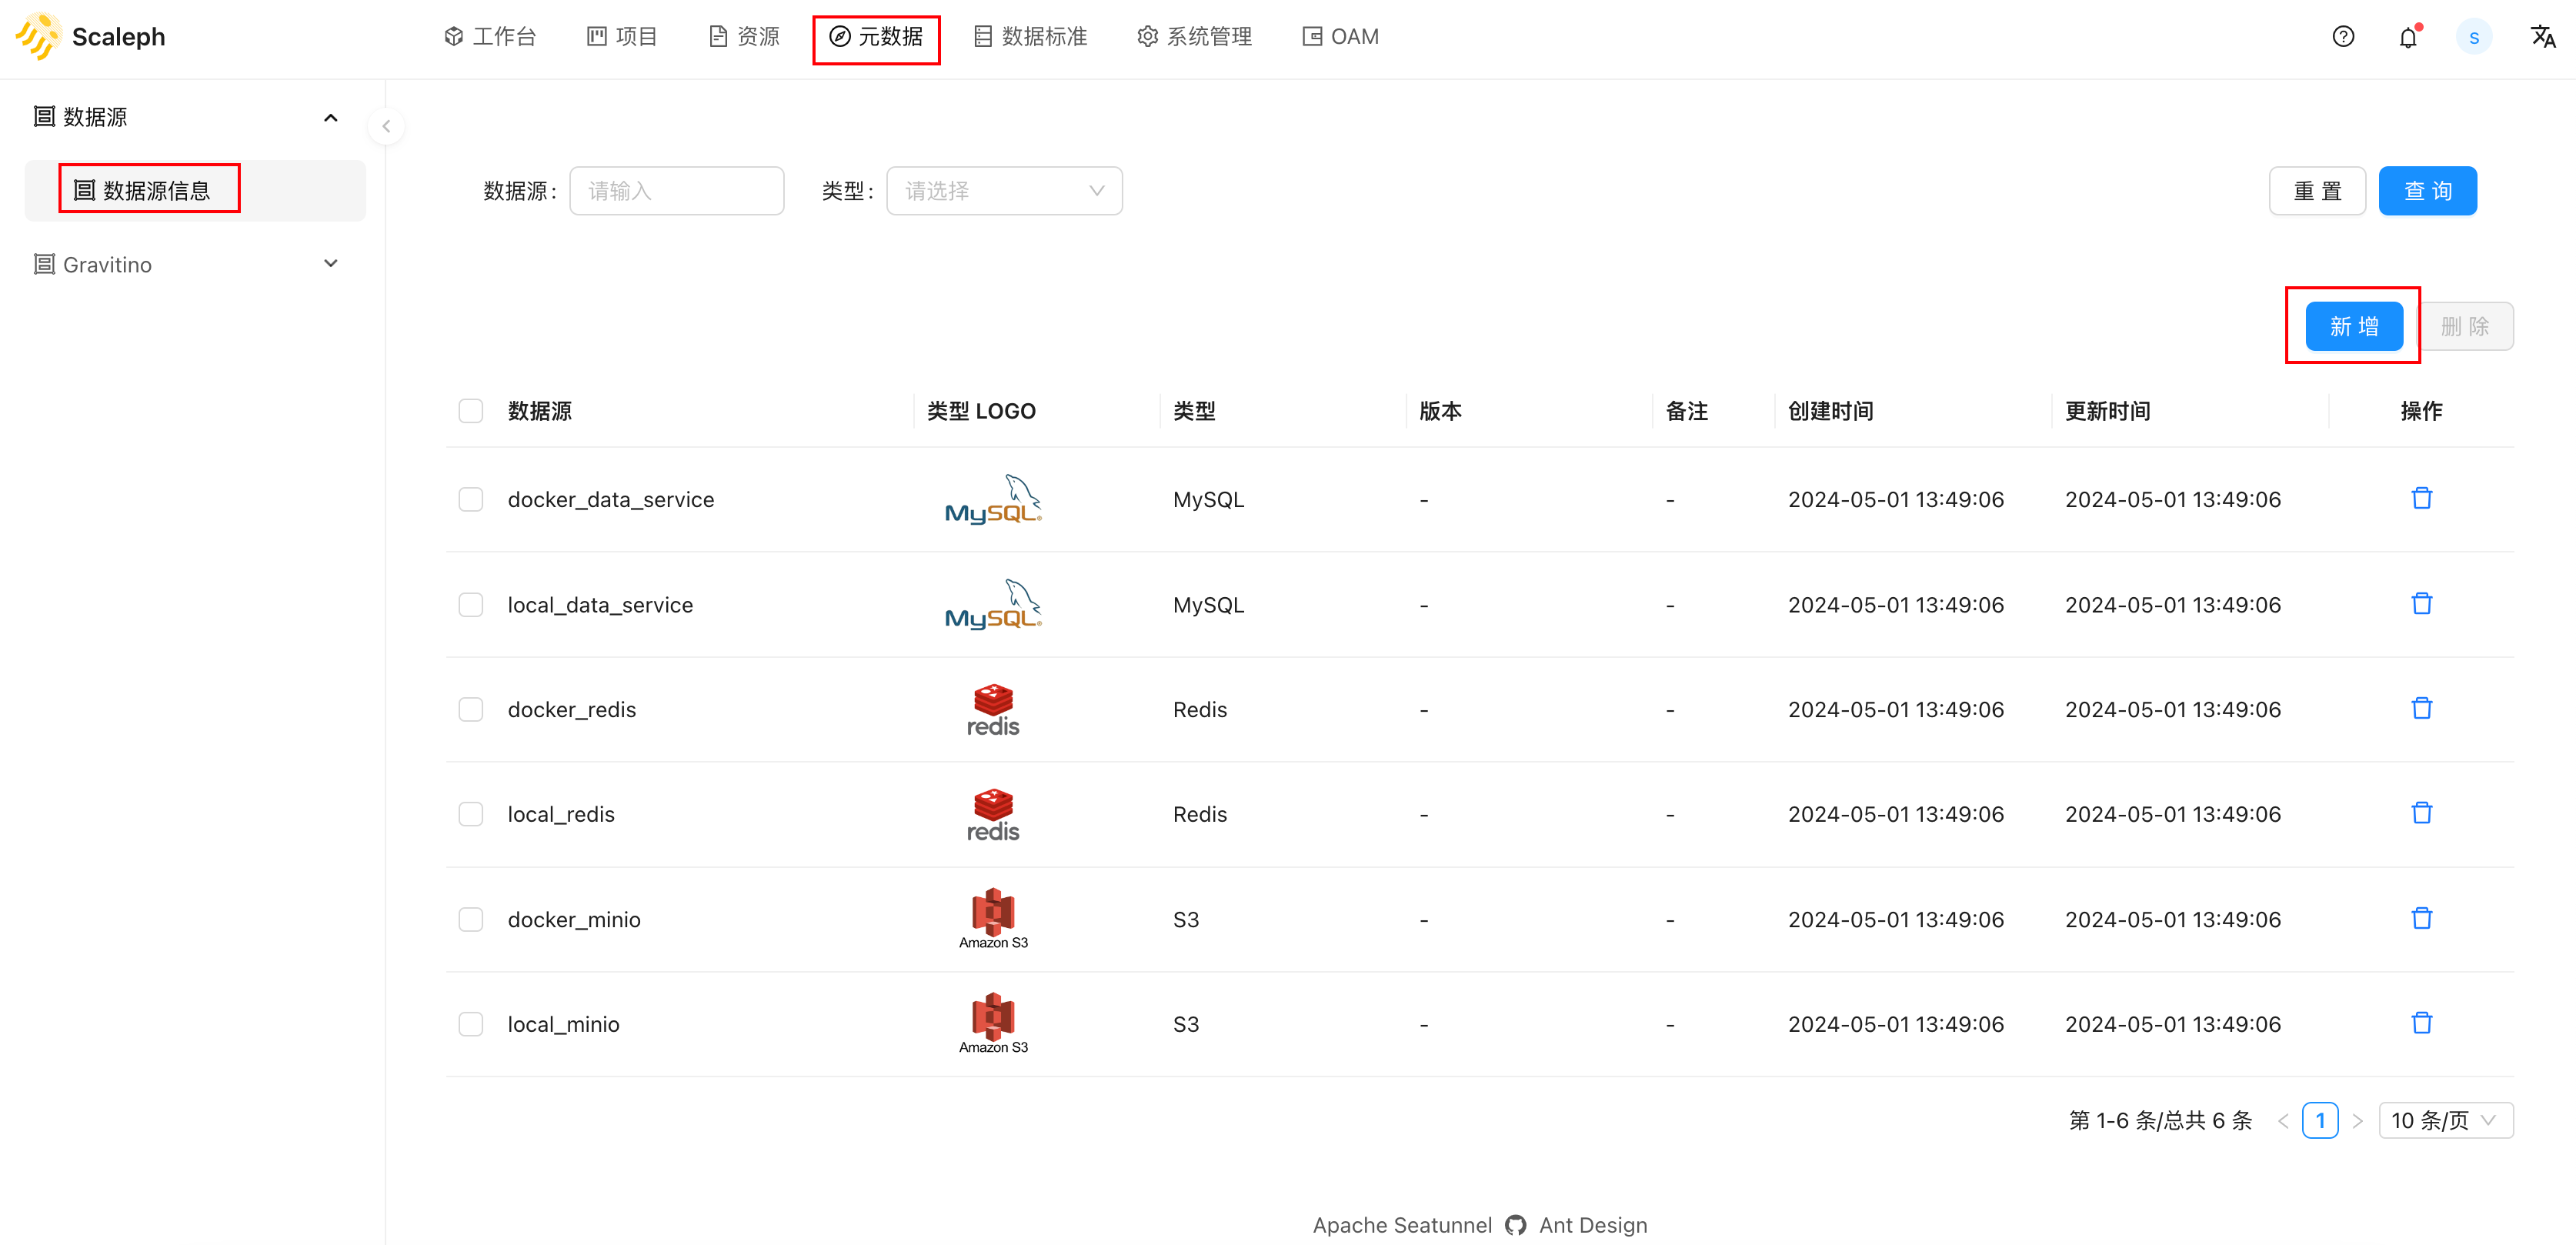 Scaleph
工作台 项目 资源 元数据 数据标准 系统管理 OAM
s
数据源
数据源信息
Gravitino
数据源: 请输入 类型: 请选择 重 置 查 询
新 增 删 除
数据源 类型 LOGO 类型 版本 备注 创建时间 更新时间 操作
docker_data_service MySQL MySQL - - 2024-05-01 13:49:06 2024-05-01 13:49:06
local_data_service MySQL MySQL - - 2024-05-01 13:49:06 2024-05-01 13:49:06
docker_redis redis Redis - - 2024-05-01 13:49:06 2024-05-01 13:49:06
local_redis redis Redis - - 2024-05-01 13:49:06 2024-05-01 13:49:06
docker_minio Amazon S3 S3 - - 2024-05-01 13:49:06 2024-05-01 13:49:06
local_minio Amazon S3 S3 - - 2024-05-01 13:49:06 2024-05-01 13:49:06
第 1-6 条/总共 6 条 < 1 > 10 条/页
Apache Seatunnel Ant Design